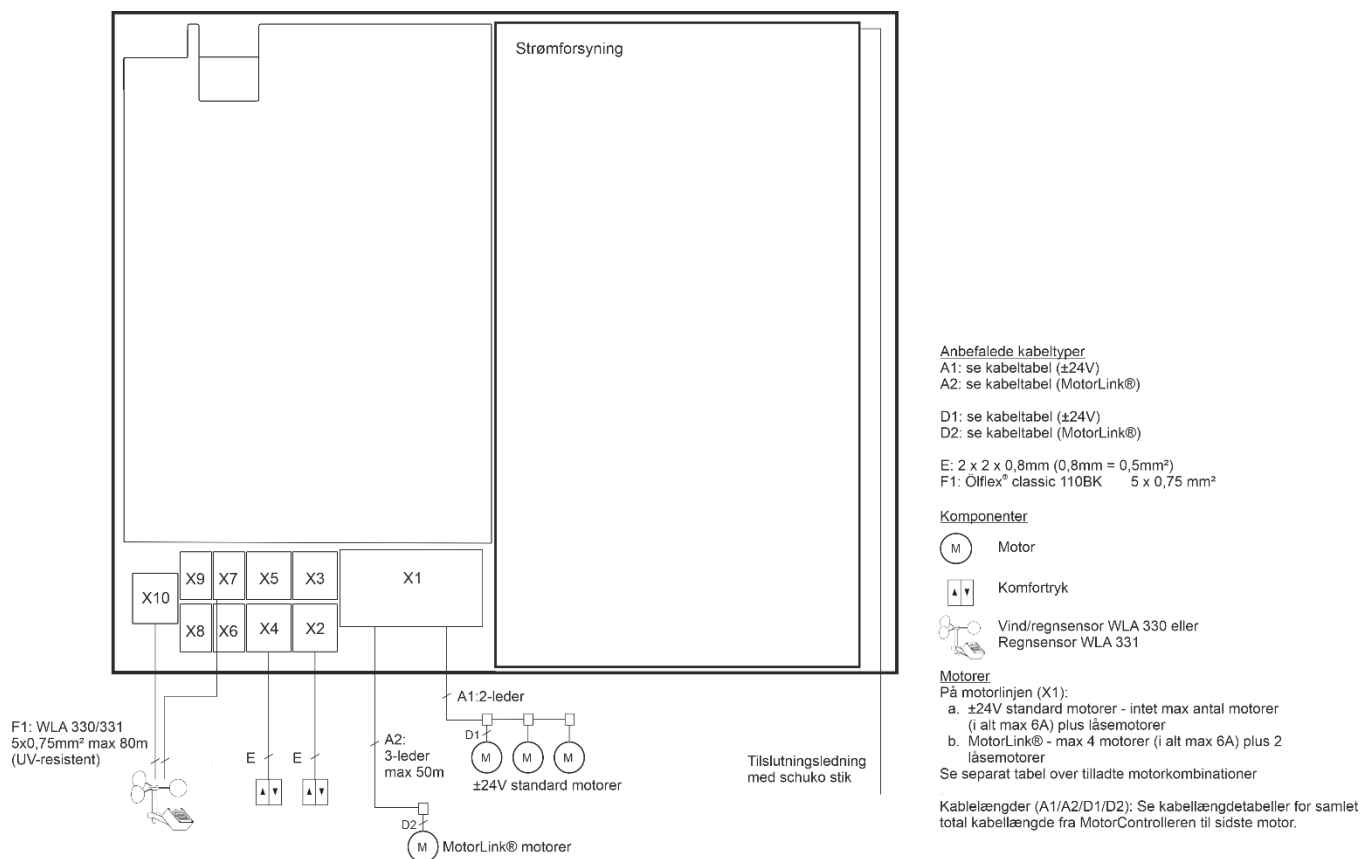 Strømforsyning
X9
X7
X5
X3
X1
X10
X8
X6
X4
X2
A1:2-leder
F1: WLA 330/331
5x0,75mm² max 80m
(UV-resistent)
E
E
A2:
3-leder
max 50m
D1
M
M
M
±24V standard motorer
D2
M
MotorLink® motorer
Tilslutningsledning
med schuko stik
Anbefalede kabeltyper
A1: se kabeltabel (±24V)
A2: se kabeltabel (MotorLink®)
D1: se kabeltabel (±24V)
D2: se kabeltabel (MotorLink®)
E: 2 x 2 x 0,8mm (0,8mm = 0,5mm²)
F1: Ölflex® classic 110BK 5 x 0,75 mm²
Komponenter
M Motor
Komfortryk
Vind/regnsensor WLA 330 eller
Regnsensor WLA 331
Motorer
På motorlinjen (X1):
a. ±24V standard motorer - intet max antal motorer
(i alt max 6A) plus låsemotorer
b. MotorLink® - max 4 motorer (i alt max 6A) plus 2
låsemotorer
Se separat tabel over tilladte motorkombinationer
Kablelængder (A1/A2/D1/D2): Se kabellængdetabeller for samlet
total kabellængde fra MotorControlleren til sidste motor.